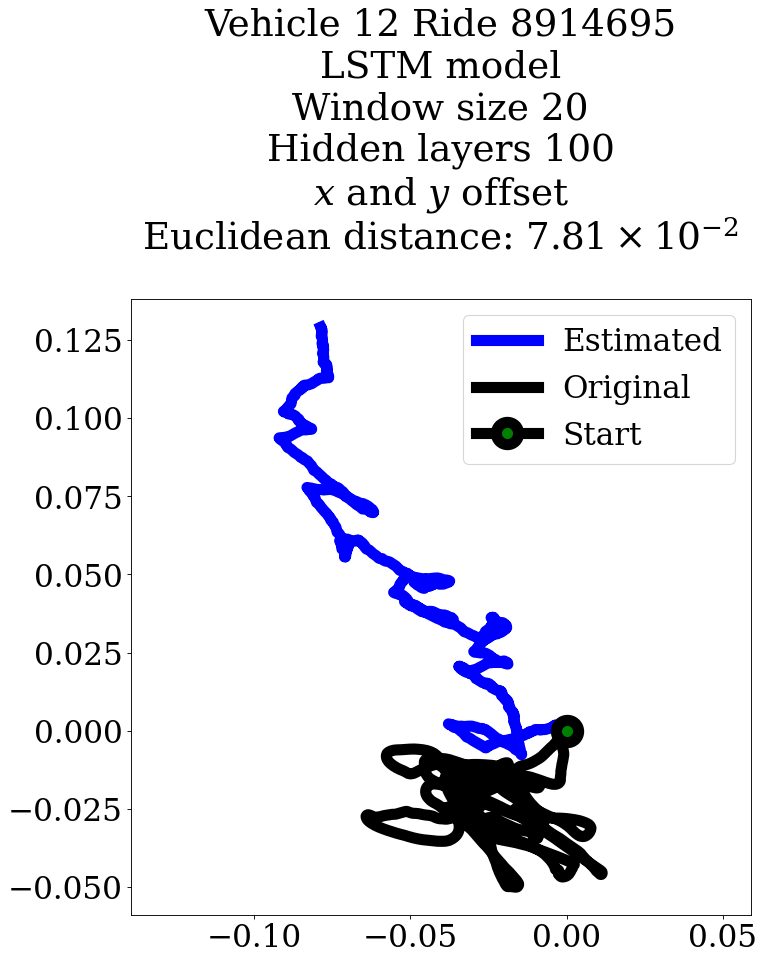 Vehicle 12 Ride 8914695
LSTM model
Window size 20
Hidden layers 100
x and y offset
Euclidean distance: 7.81 × 10⁻²
Estimated
Original
Start
0.125
0.100
0.075
0.050
0.025
0.000
−0.025
−0.050
−0.10 −0.05 0.00 0.05